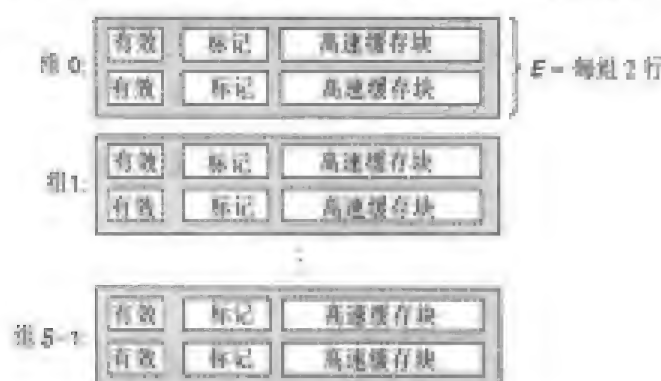 组 0: 有效 标记 高速缓存块
有效 标记 高速缓存块
E = 每组 2 行
组1: 有效 标记 高速缓存块
有效 标记 高速缓存块
⋮
组 S-1: 有效 标记 高速缓存块
有效 标记 高速缓存块